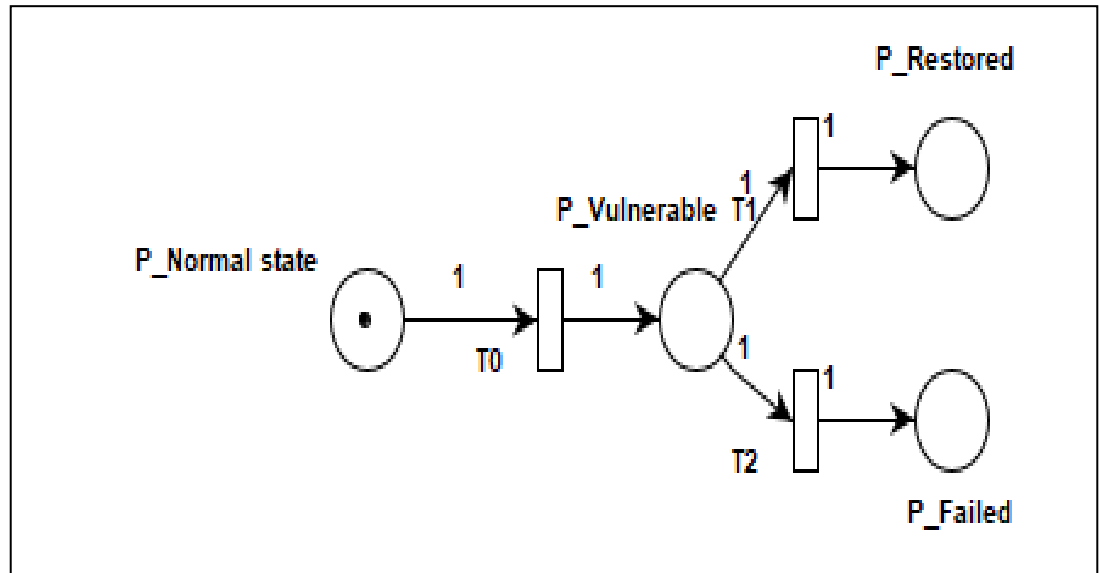 P_Restored
1
1
P_Vulnerable T1
P_Normal state
1
1
T0
1
1
T2
P_Failed